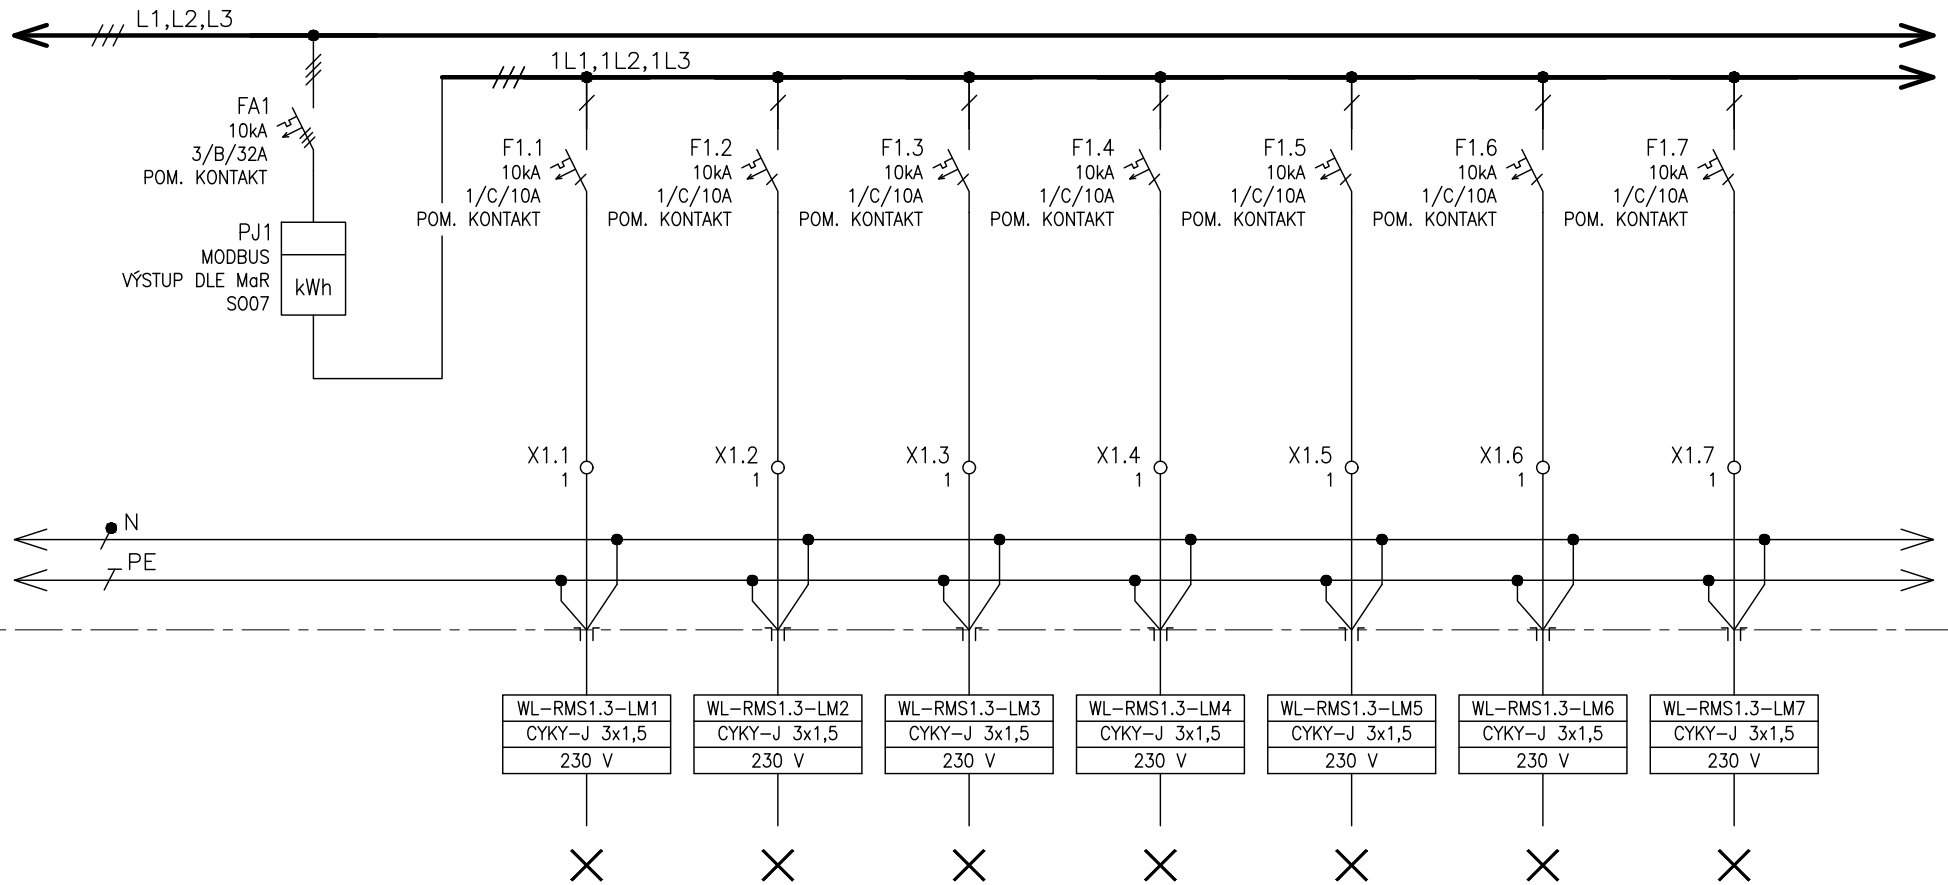 L1,L2,L3
1L1,1L2,1L3
FA1
10kA
3/B/32A
POM. KONTAKT
PJ1
MODBUS
VÝSTUP DLE MaR
SO07
kWh
F1.1
10kA
1/C/10A
POM. KONTAKT
F1.2
10kA
1/C/10A
POM. KONTAKT
F1.3
10kA
1/C/10A
POM. KONTAKT
F1.4
10kA
1/C/10A
POM. KONTAKT
F1.5
10kA
1/C/10A
POM. KONTAKT
F1.6
10kA
1/C/10A
POM. KONTAKT
F1.7
10kA
1/C/10A
POM. KONTAKT
X1.1
1
X1.2
1
X1.3
1
X1.4
1
X1.5
1
X1.6
1
X1.7
1
N
PE
WL-RMS1.3-LM1
CYKY-J 3x1,5
230 V
WL-RMS1.3-LM2
CYKY-J 3x1,5
230 V
WL-RMS1.3-LM3
CYKY-J 3x1,5
230 V
WL-RMS1.3-LM4
CYKY-J 3x1,5
230 V
WL-RMS1.3-LM5
CYKY-J 3x1,5
230 V
WL-RMS1.3-LM6
CYKY-J 3x1,5
230 V
WL-RMS1.3-LM7
CYKY-J 3x1,5
230 V